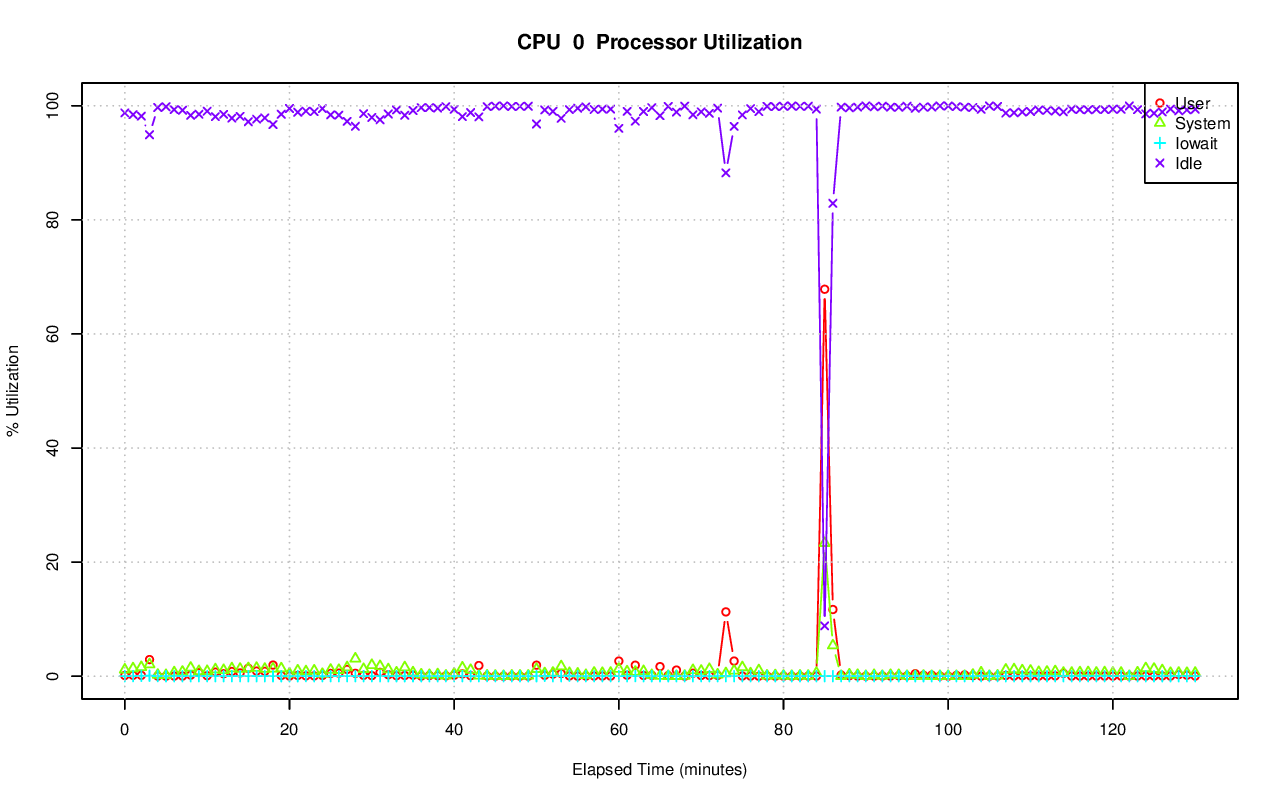 CPU  0  Processor Utilization
100
80
60
40
20
0
% Utilization
User
System
Iowait
Idle
0 20 40 60 80 100 120
Elapsed Time (minutes)